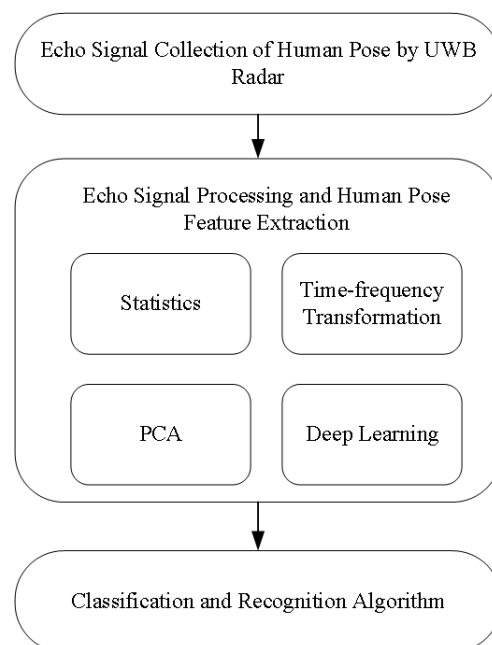 Echo Signal Collection of Human Pose by UWB
Radar
Echo Signal Processing and Human Pose
Feature Extraction
Statistics
Time-frequency
Transformation
PCA
Deep Learning
Classification and Recognition Algorithm